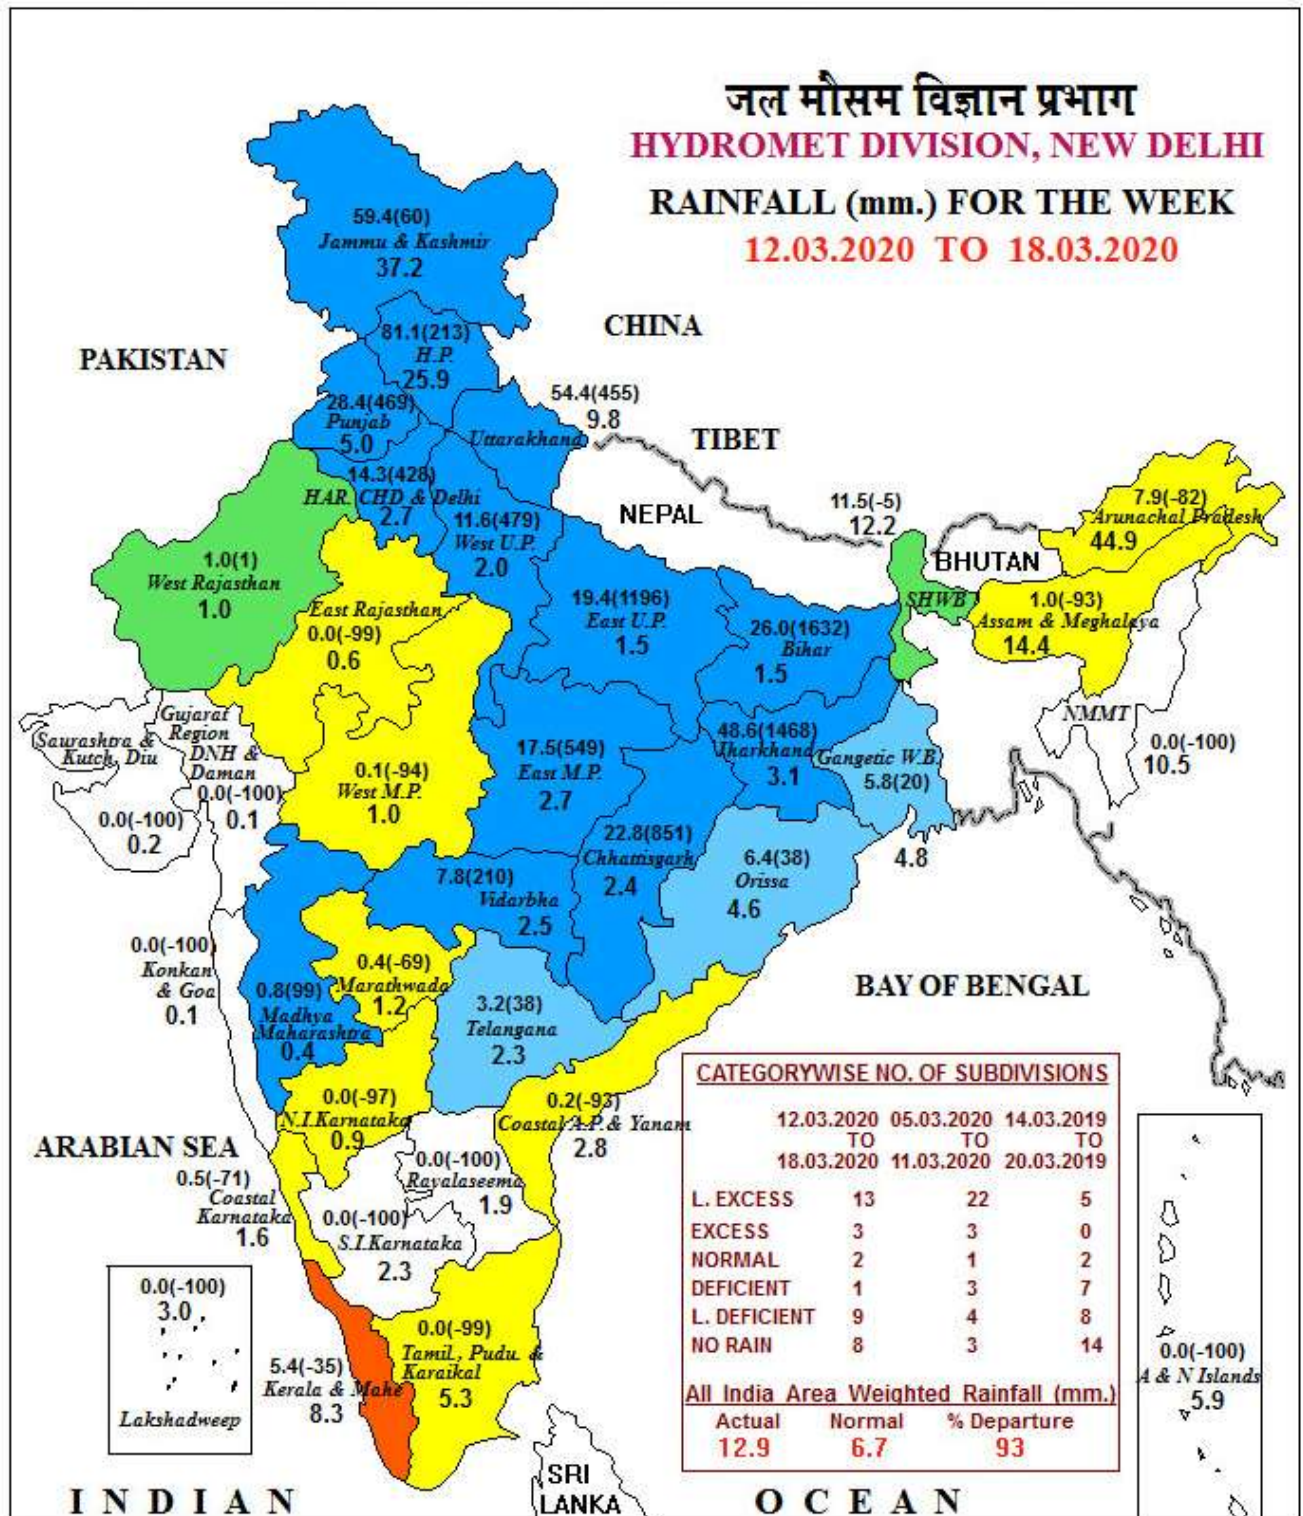 जल मौसम विज्ञान प्रभाग
HYDROMET DIVISION, NEW DELHI
RAINFALL (mm.) FOR THE WEEK
12.03.2020 TO 18.03.2020
59.4(60)
Jammu & Kashmir
37.2
CHINA
PAKISTAN
81.1(213)
H.P.
25.9
28.4(469)
Punjab
5.0
54.4(455)
9.8
Uttarakhand
TIBET
14.3(428)
HAR. CHD & Delhi
2.7
11.6(479)
West U.P.
2.0
NEPAL
11.5(-5)
12.2
SHWB
BHUTAN
7.9(-82)
Arunachal Pradesh
44.9
1.0(1)
West Rajasthan
1.0
East Rajasthan
0.0(-99)
0.6
19.4(1196)
East U.P.
1.5
26.0(1632)
Bihar
1.5
1.0(-93)
Assam & Meghalaya
14.4
Saurashtra &
Kutch, Diu
0.0(-100)
0.2
Gujarat
Region
DNH &
Daman
0.0(-100)
0.1
0.1(-94)
West M.P.
1.0
17.5(549)
East M.P.
2.7
48.6(1468)
Jharkhand
3.1
Gangetic W.B.
5.8(20)
4.8
NMMT
0.0(-100)
10.5
22.8(851)
Chhattisgarh
2.4
6.4(38)
Orissa
4.6
7.8(210)
Vidarbha
2.5
0.0(-100)
Konkan
& Goa
0.1
0.8(99)
Madhya
Maharashtra
0.4
0.4(-69)
Marathwada
1.2
3.2(38)
Telangana
2.3
BAY OF BENGAL
0.0(-97)
N.I.Karnataka
0.9
0.2(-93)
Coastal A.P.& Yanam
2.8
ARABIAN SEA
0.5(-71)
Coastal
Karnataka
1.6
0.0(-100)
Rayalaseema
1.9
0.0(-100)
S.I.Karnataka
2.3
0.0(-100)
3.0
Lakshadweep
5.4(-35)
Kerala & Mahe
8.3
0.0(-99)
Tamil., Pudu. &
Karaikal
5.3
CATEGORYWISE NO. OF SUBDIVISIONS
12.03.2020 05.03.2020 14.03.2019
TO TO TO
18.03.2020 11.03.2020 20.03.2019
L. EXCESS 13 22 5
EXCESS 3 3 0
NORMAL 2 1 2
DEFICIENT 1 3 7
L. DEFICIENT 9 4 8
NO RAIN 8 3 14
All India Area Weighted Rainfall (mm.)
Actual Normal % Departure
12.9 6.7 93
0.0(-100)
A & N Islands
5.9
SRI
LANKA
INDIAN OCEAN